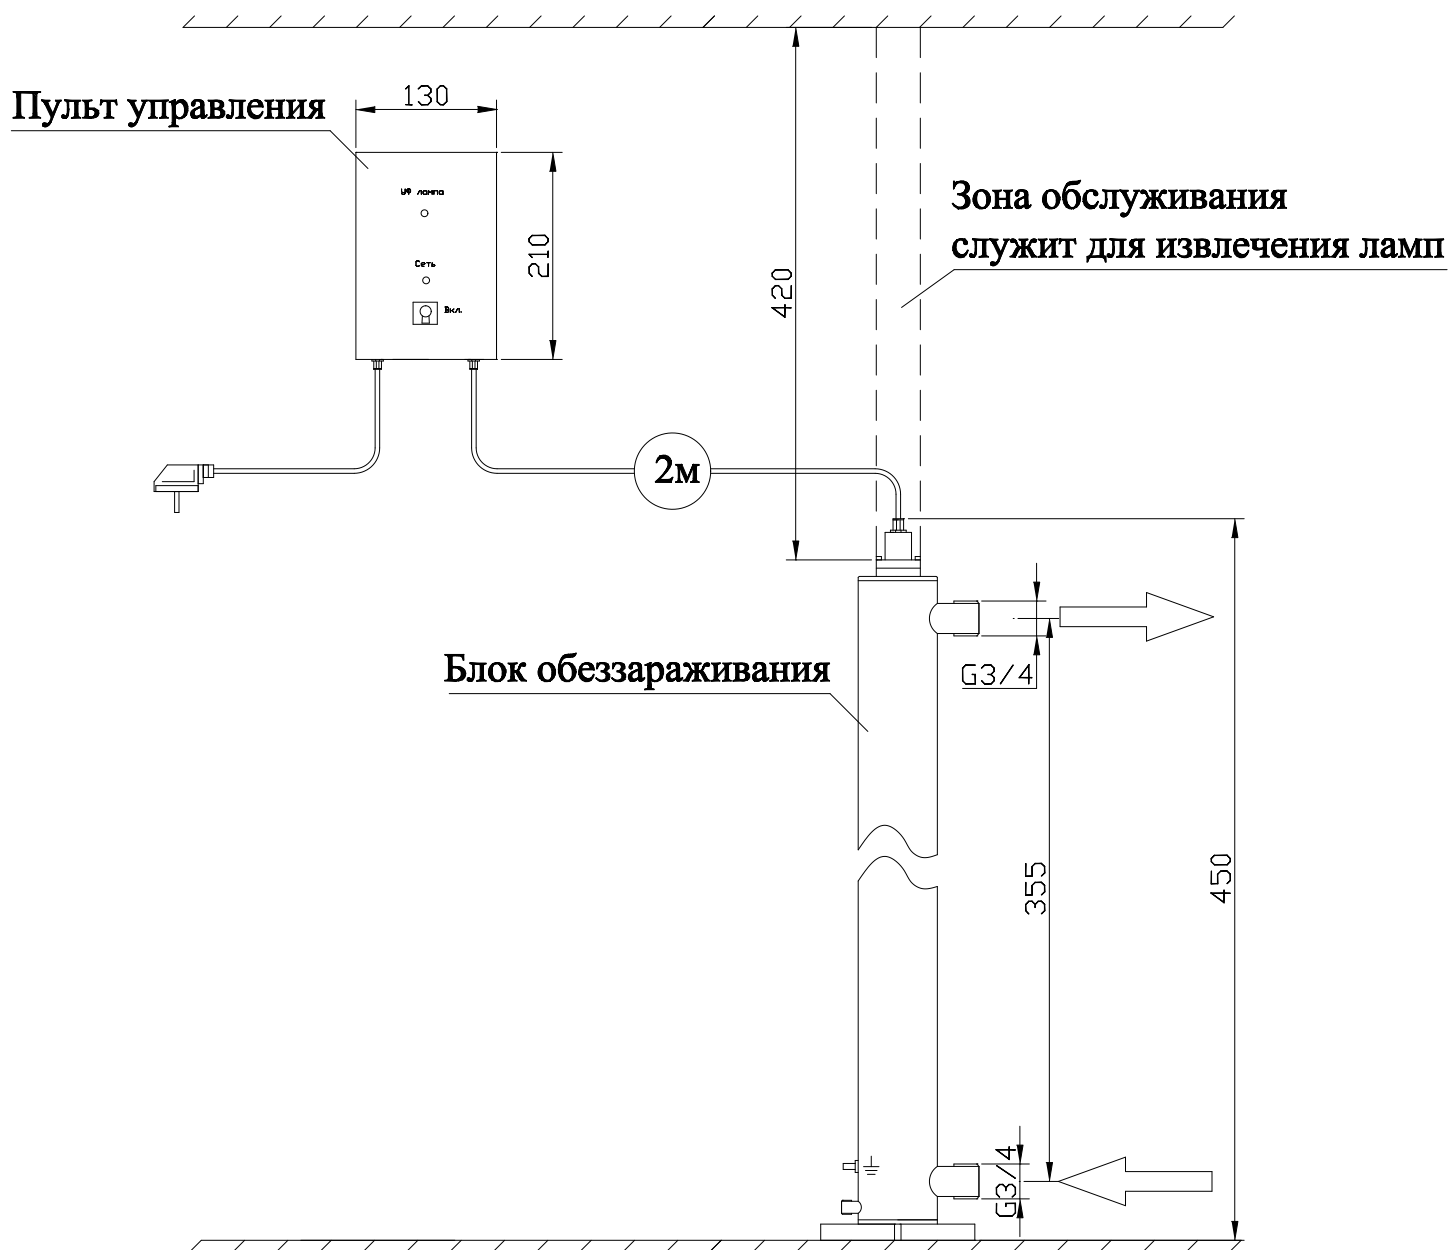 130
Пульт управления
УФ лампа
Сеть
Вкл.
210
420
Зона обслуживания
служит для извлечения ламп
2м
G3/4
Блок обеззараживания
355
450
G3/4